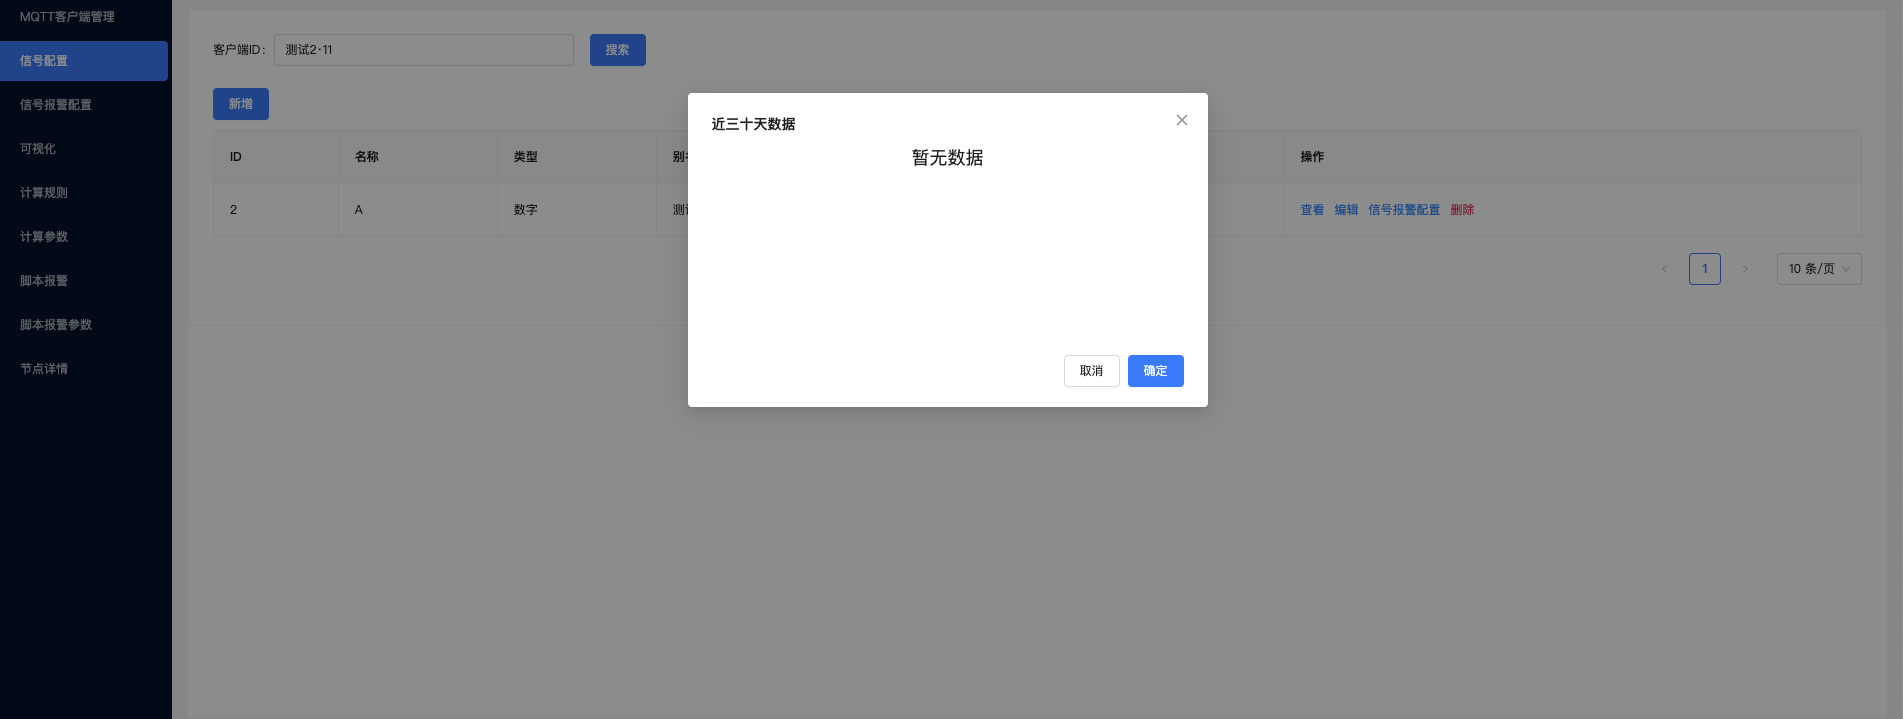 MQTT客户端管理
信号配置
信号报警配置
可视化
计算规则
计算参数
脚本报警
脚本报警参数
节点详情
客户端ID： 测试2·11 搜索
新增
ID 名称 类型 操作
2 A 数字 查看 编辑 信号报警配置 删除
1 10 条/页
近三十天数据
暂无数据
取消 确定